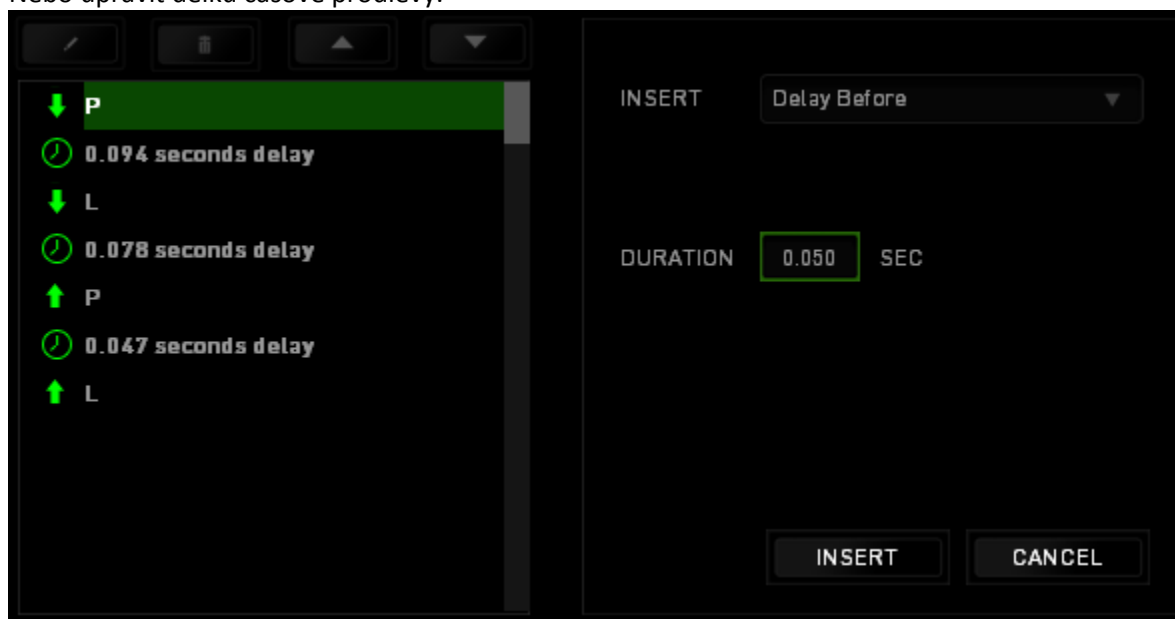 Nebo upravit délka časové prodlevy.
P
0.094 seconds delay
L
0.078 seconds delay
P
0.047 seconds delay
L
INSERT Delay Before
DURATION 0.050 SEC
INSERT CANCEL